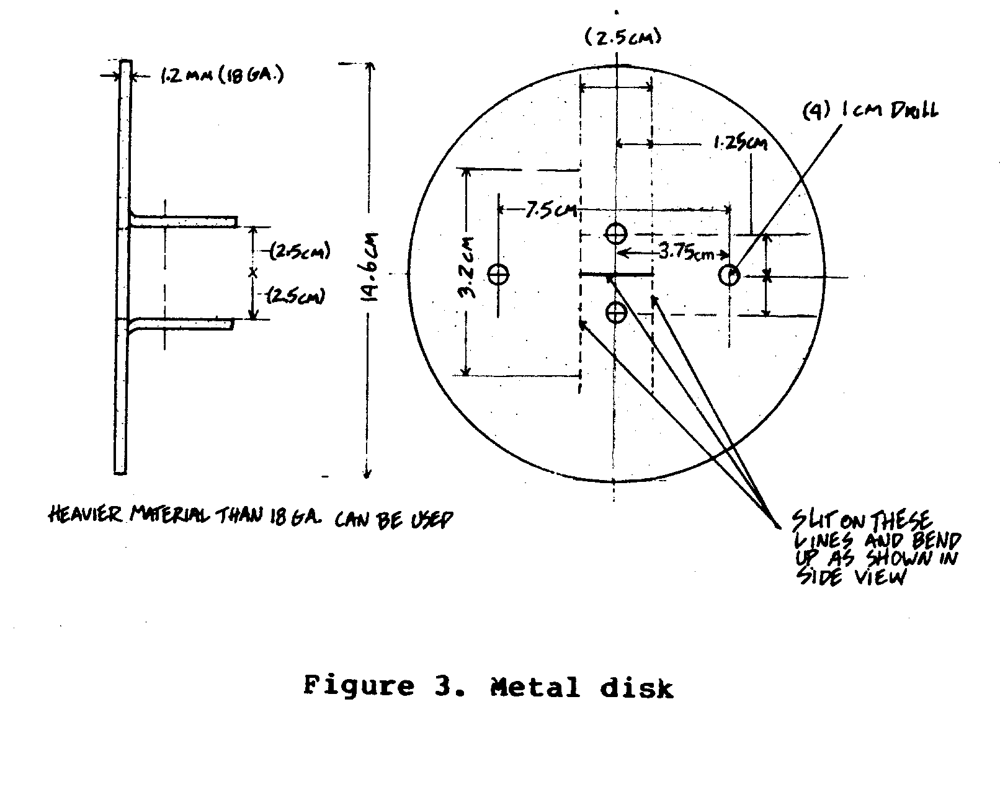 (2.5CM)
1.2 MM (18 GA.)
(4) 1 CM DRILL
1.25CM
7.5CM
3.75CM
(2.5CM)
(2.5CM)
14.6CM
3.2CM
HEAVIER MATERIAL THAN 18 GA. CAN BE USED
SLIT ON THESE
LINES AND BEND
UP AS SHOWN IN
SIDE VIEW
Figure 3. Metal disk